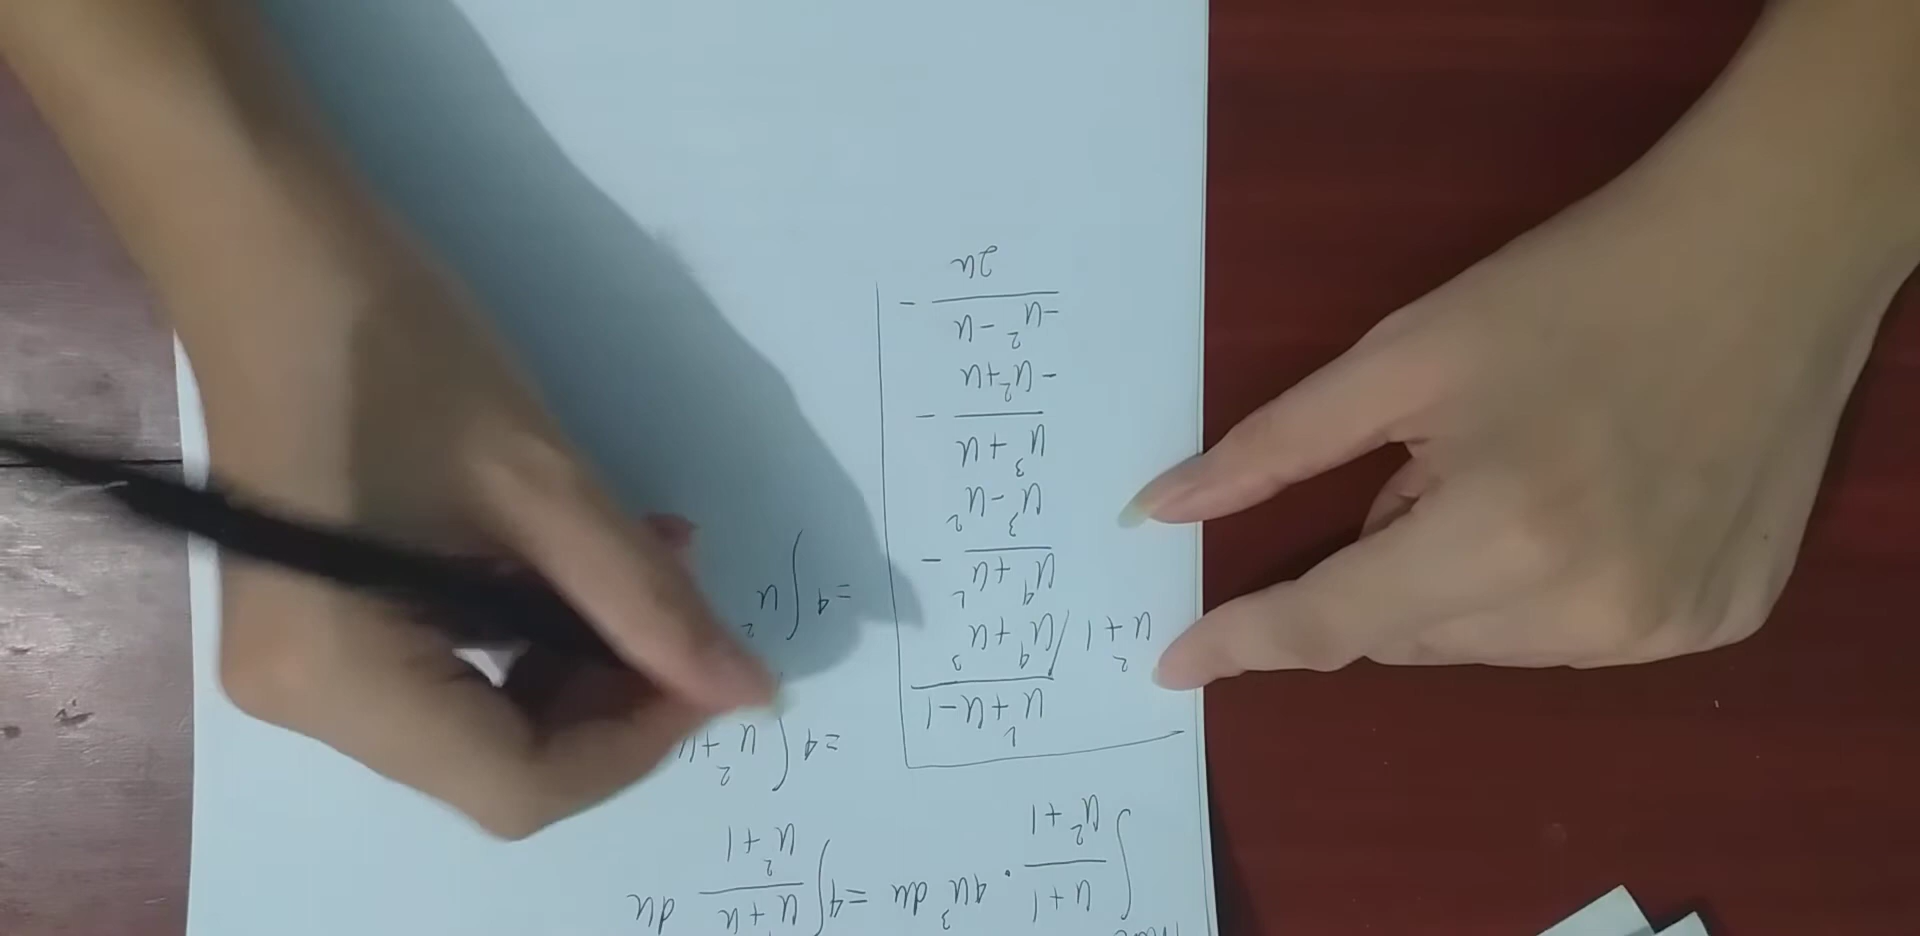 ∫ (u+1)/(u²+1) · 4u³ du = 4∫ (u⁴+u³)/(u²+1) du
u²+u-1
u²+1 / u⁴+u³
u⁴+u²
-
u³-u²
u³+u
-
-u²+u
-u²-u
-
2u
=4∫ u²+u
=4∫ u²